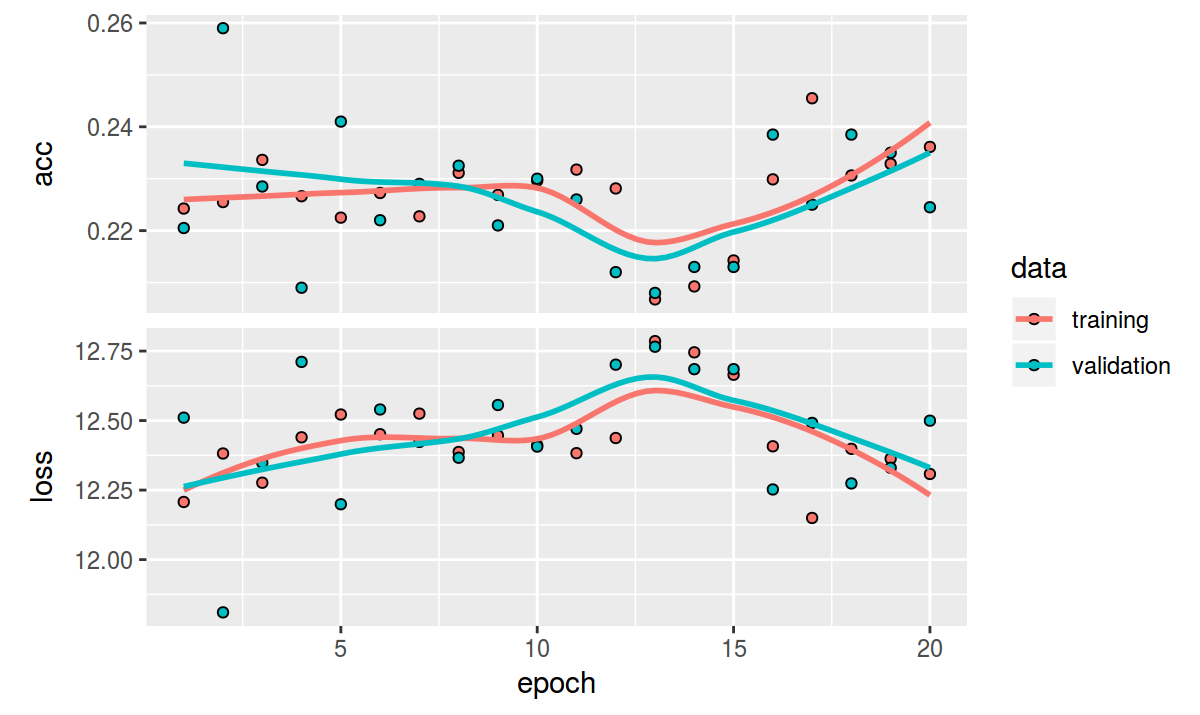 acc
0.26
0.24
0.22
loss
12.75
12.50
12.25
12.00
5 10 15 20
epoch
data
training
validation